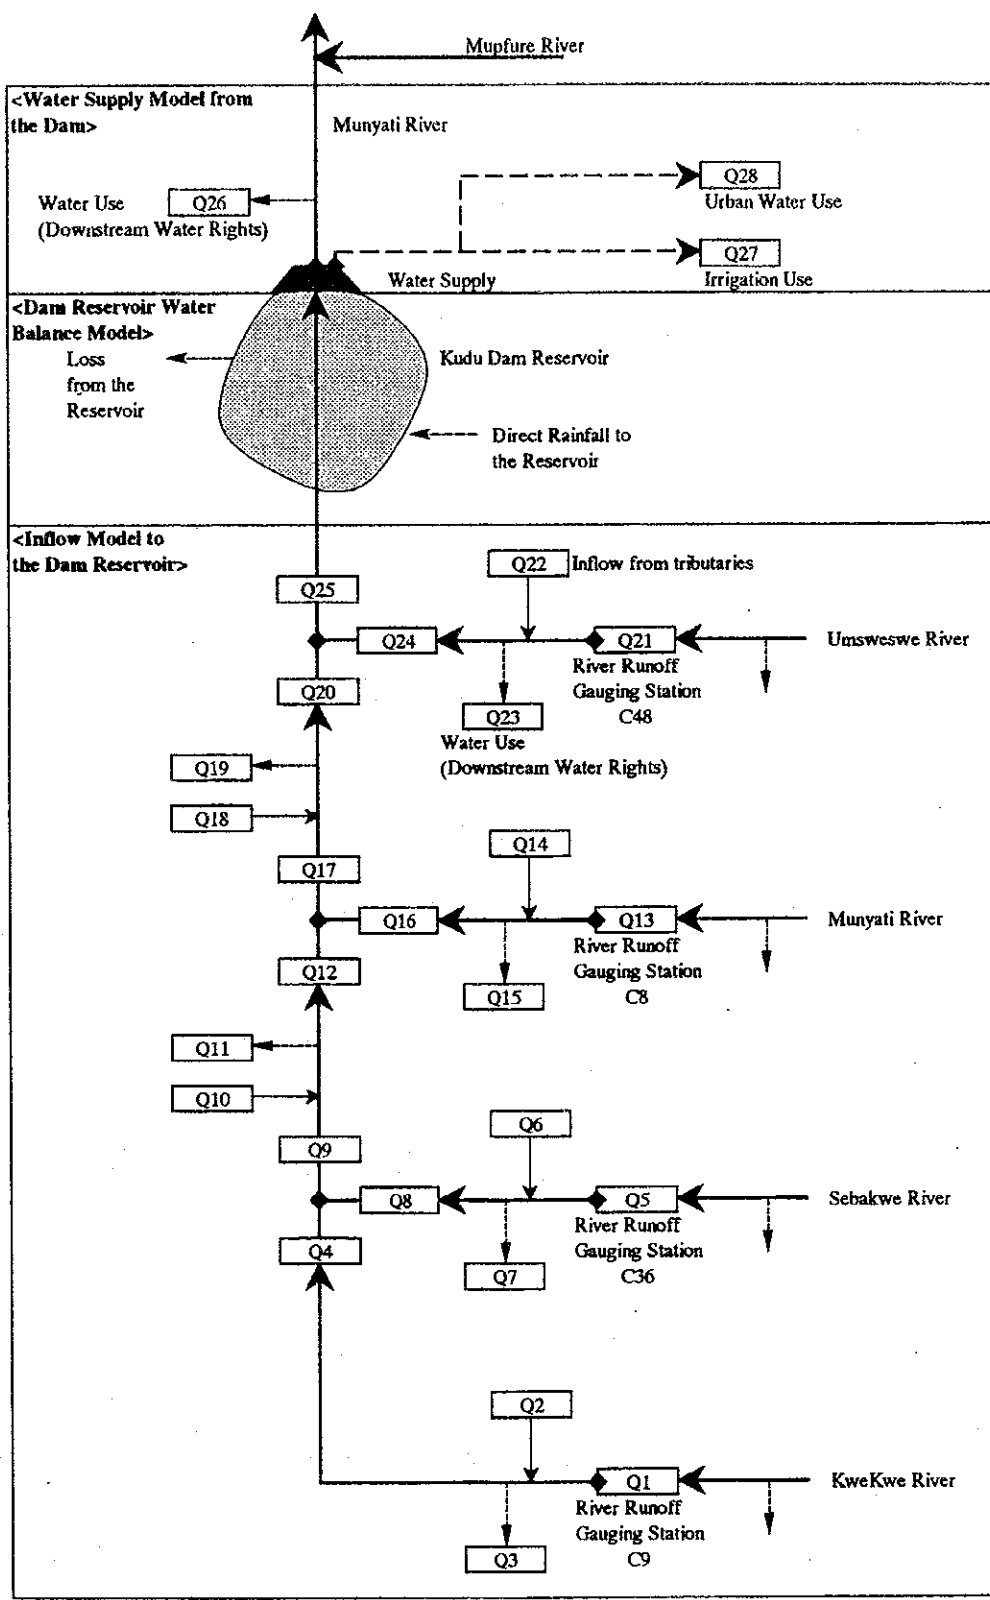 Mupfure River
<Water Supply Model from
the Dam>
Munyati River
Q28
Urban Water Use
Water Use
Q26
(Downstream Water Rights)
Q27
Irrigation Use
Water Supply
<Dam Reservoir Water
Balance Model>
Loss
from the
Reservoir
Kudu Dam Reservoir
Direct Rainfall to
the Reservoir
<Inflow Model to
the Dam Reservoir>
Q22 Inflow from tributaries
Q25
Q24
Q21
Umsweswe River
River Runoff
Gauging Station
C48
Q20
Q23
Water Use
(Downstream Water Rights)
Q19
Q18
Q14
Q17
Q16
Q13
Munyati River
River Runoff
Gauging Station
C8
Q12
Q15
Q11
Q10
Q6
Q9
Q8
Q5
Sebakwe River
River Runoff
Gauging Station
C36
Q4
Q7
Q2
Q1
KweKwe River
River Runoff
Gauging Station
C9
Q3